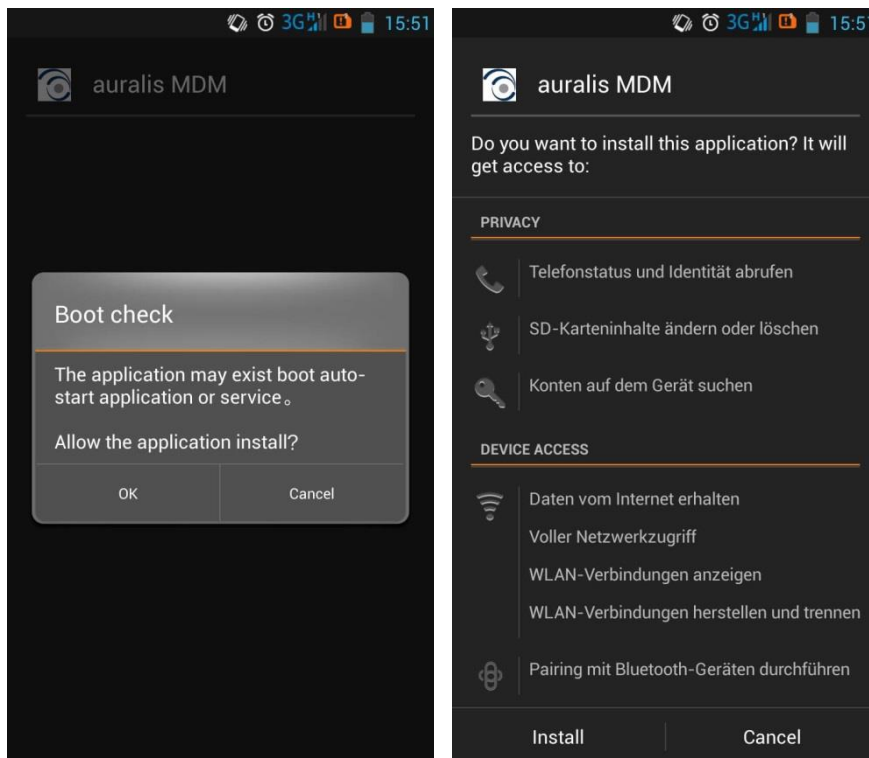 3G H 15:51
auralis MDM
Boot check
The application may exist boot auto-
start application or service。
Allow the application install?
OK Cancel
3G H 15:51
auralis MDM
Do you want to install this application? It will
get access to:
PRIVACY
Telefonstatus und Identität abrufen
SD-Karteninhalte ändern oder löschen
Konten auf dem Gerät suchen
DEVICE ACCESS
Daten vom Internet erhalten
Voller Netzwerkzugriff
WLAN-Verbindungen anzeigen
WLAN-Verbindungen herstellen und trennen
Pairing mit Bluetooth-Geräten durchführen
Install Cancel